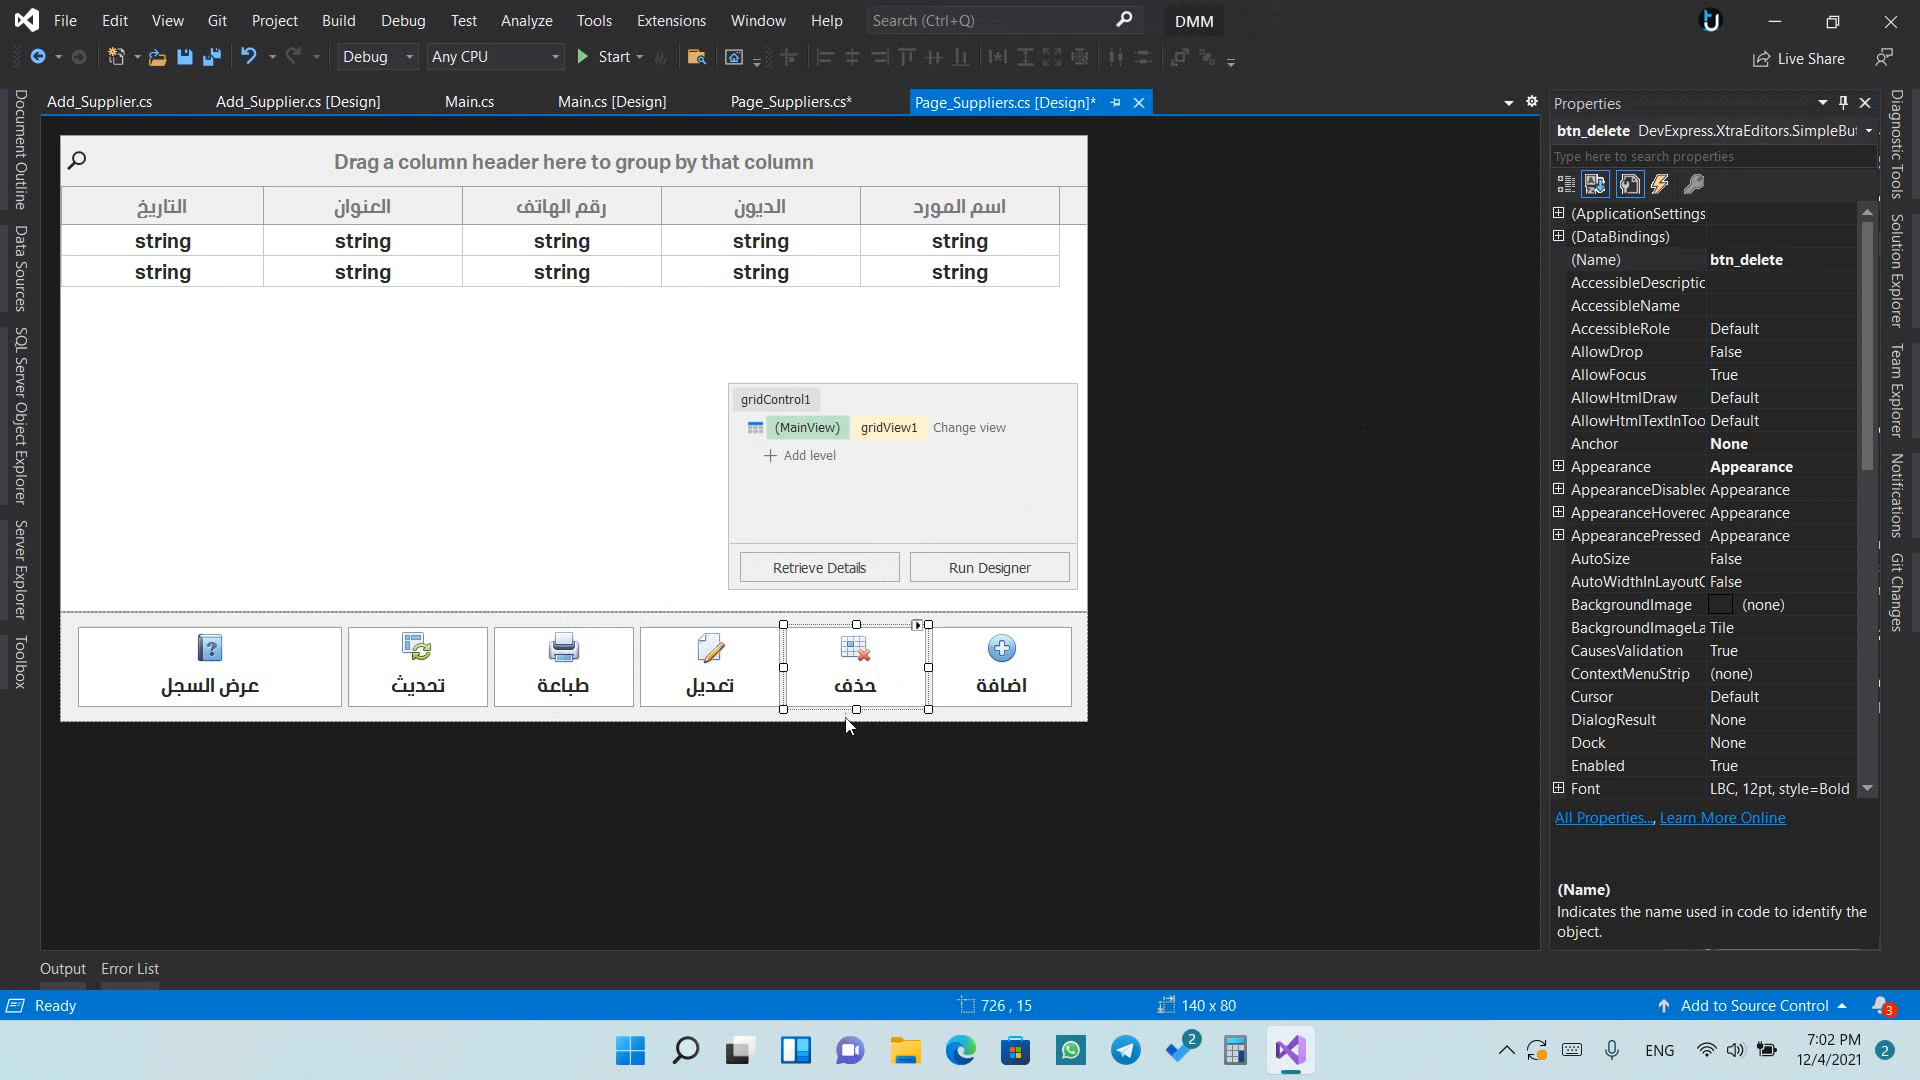 File Edit View Git Project Build Debug Test Analyze Tools Extensions Window Help Search (Ctrl+Q) DMM
Debug Any CPU Start Live Share
Add_Supplier.cs Add_Supplier.cs [Design] Main.cs Main.cs [Design] Page_Suppliers.cs* Page_Suppliers.cs [Design]*
Document Outline
Data Sources
SQL Server Object Explorer
Server Explorer
Toolbox
Drag a column header here to group by that column
اسم المورد الديون رقم الهاتف العنوان التاريخ
string string string string string
string string string string string
gridControl1
(MainView) gridView1 Change view
Add level
Retrieve Details Run Designer
اضافة حذف تعديل طباعة تحديث عرض السجل
Properties
btn_delete DevExpress.XtraEditors.SimpleBut
Type here to search properties
(ApplicationSettings
(DataBindings)
(Name) btn_delete
AccessibleDescriptic
AccessibleName
AccessibleRole Default
AllowDrop False
AllowFocus True
AllowHtmlDraw Default
AllowHtmlTextInToo Default
Anchor None
Appearance Appearance
AppearanceDisablec Appearance
AppearanceHoverec Appearance
AppearancePressed Appearance
AutoSize False
AutoWidthInLayoutC False
BackgroundImage (none)
BackgroundImageLa Tile
CausesValidation True
ContextMenuStrip (none)
Cursor Default
DialogResult None
Dock None
Enabled True
Font LBC, 12pt, style=Bold
All Properties..., Learn More Online
(Name)
Indicates the name used in code to identify the
object.
Diagnostic Tools
Solution Explorer
Team Explorer
Notifications
Git Changes
Output Error List
Ready 726 , 15 140 x 80 Add to Source Control 3
2 ENG 7:02 PM 2
12/4/2021